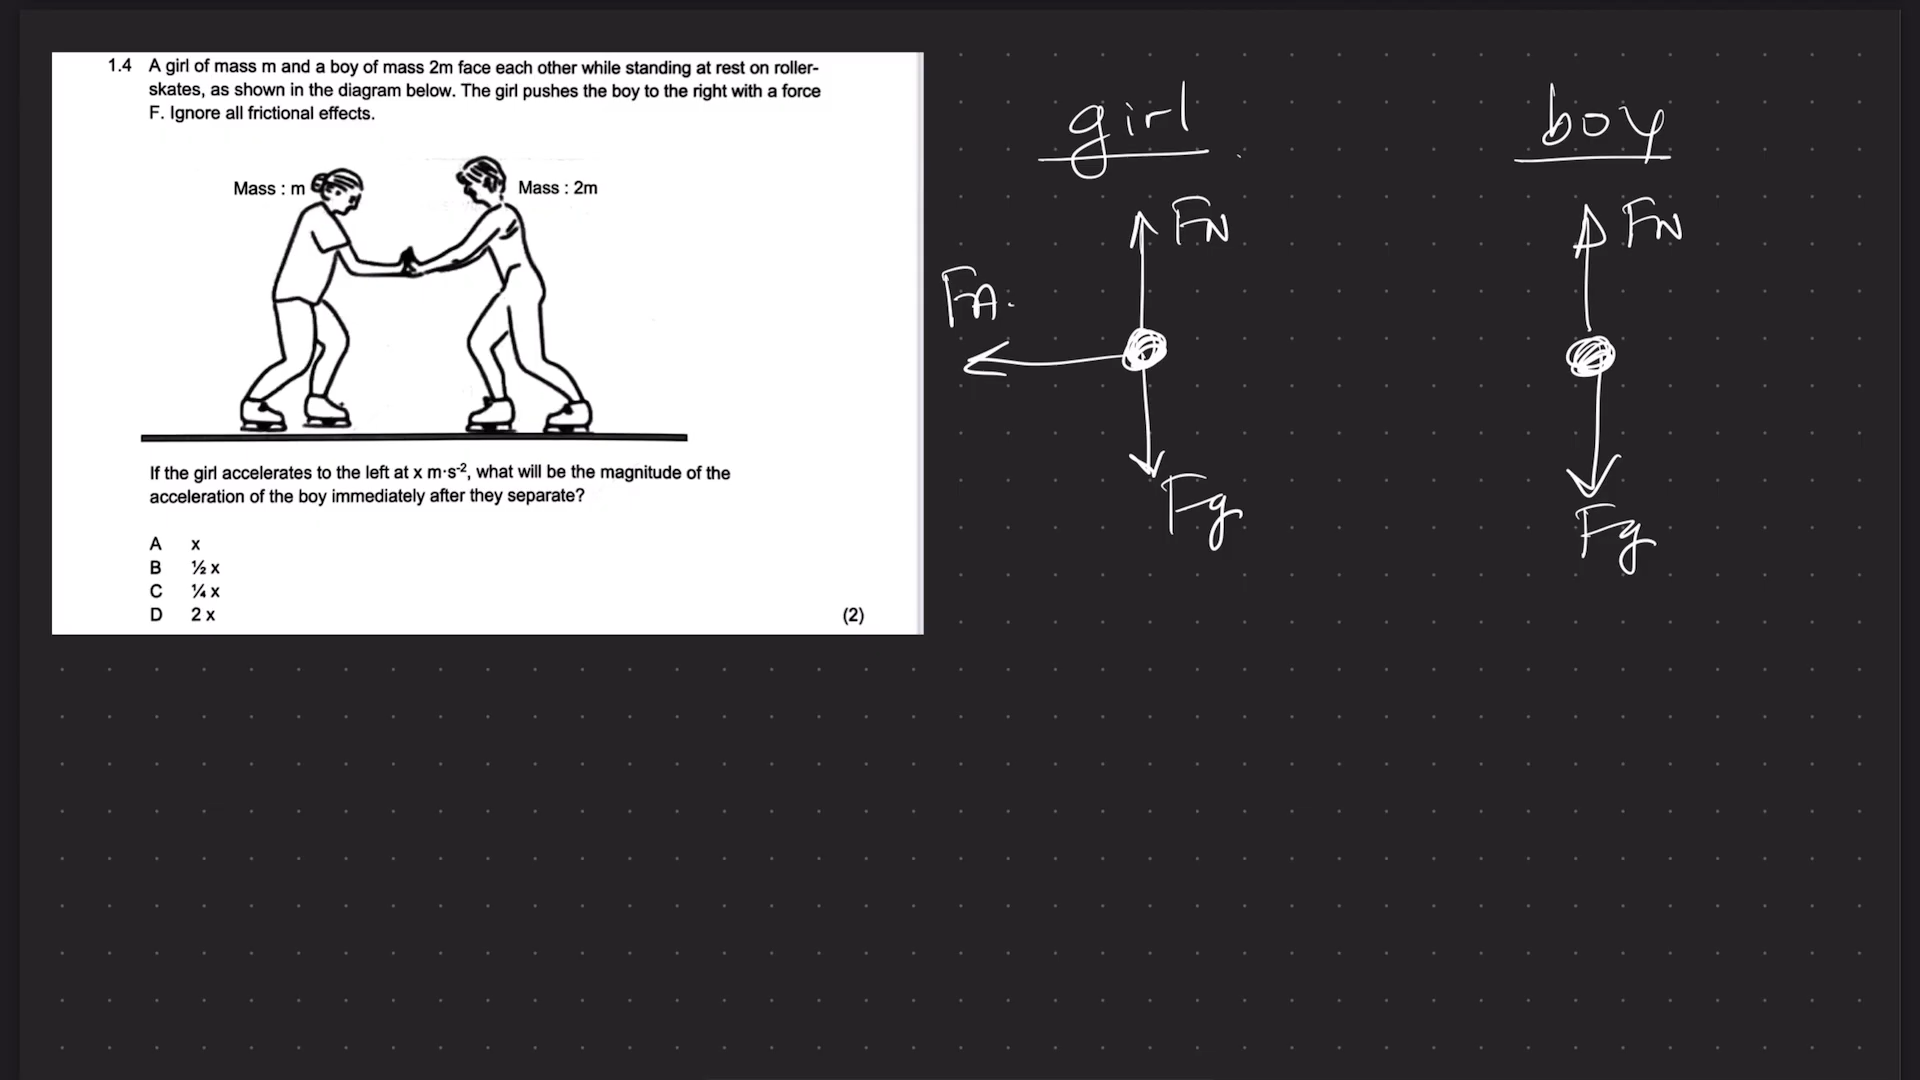 1.4 A girl of mass m and a boy of mass 2m face each other while standing at rest on roller-
skates, as shown in the diagram below. The girl pushes the boy to the right with a force
F. Ignore all frictional effects.
Mass : m
Mass : 2m
If the girl accelerates to the left at x m·s⁻², what will be the magnitude of the
acceleration of the boy immediately after they separate?
A x
B ½ x
C ¼ x
D 2 x
(2)
girl
FN
FA.
Fg
boy
FN
Fg